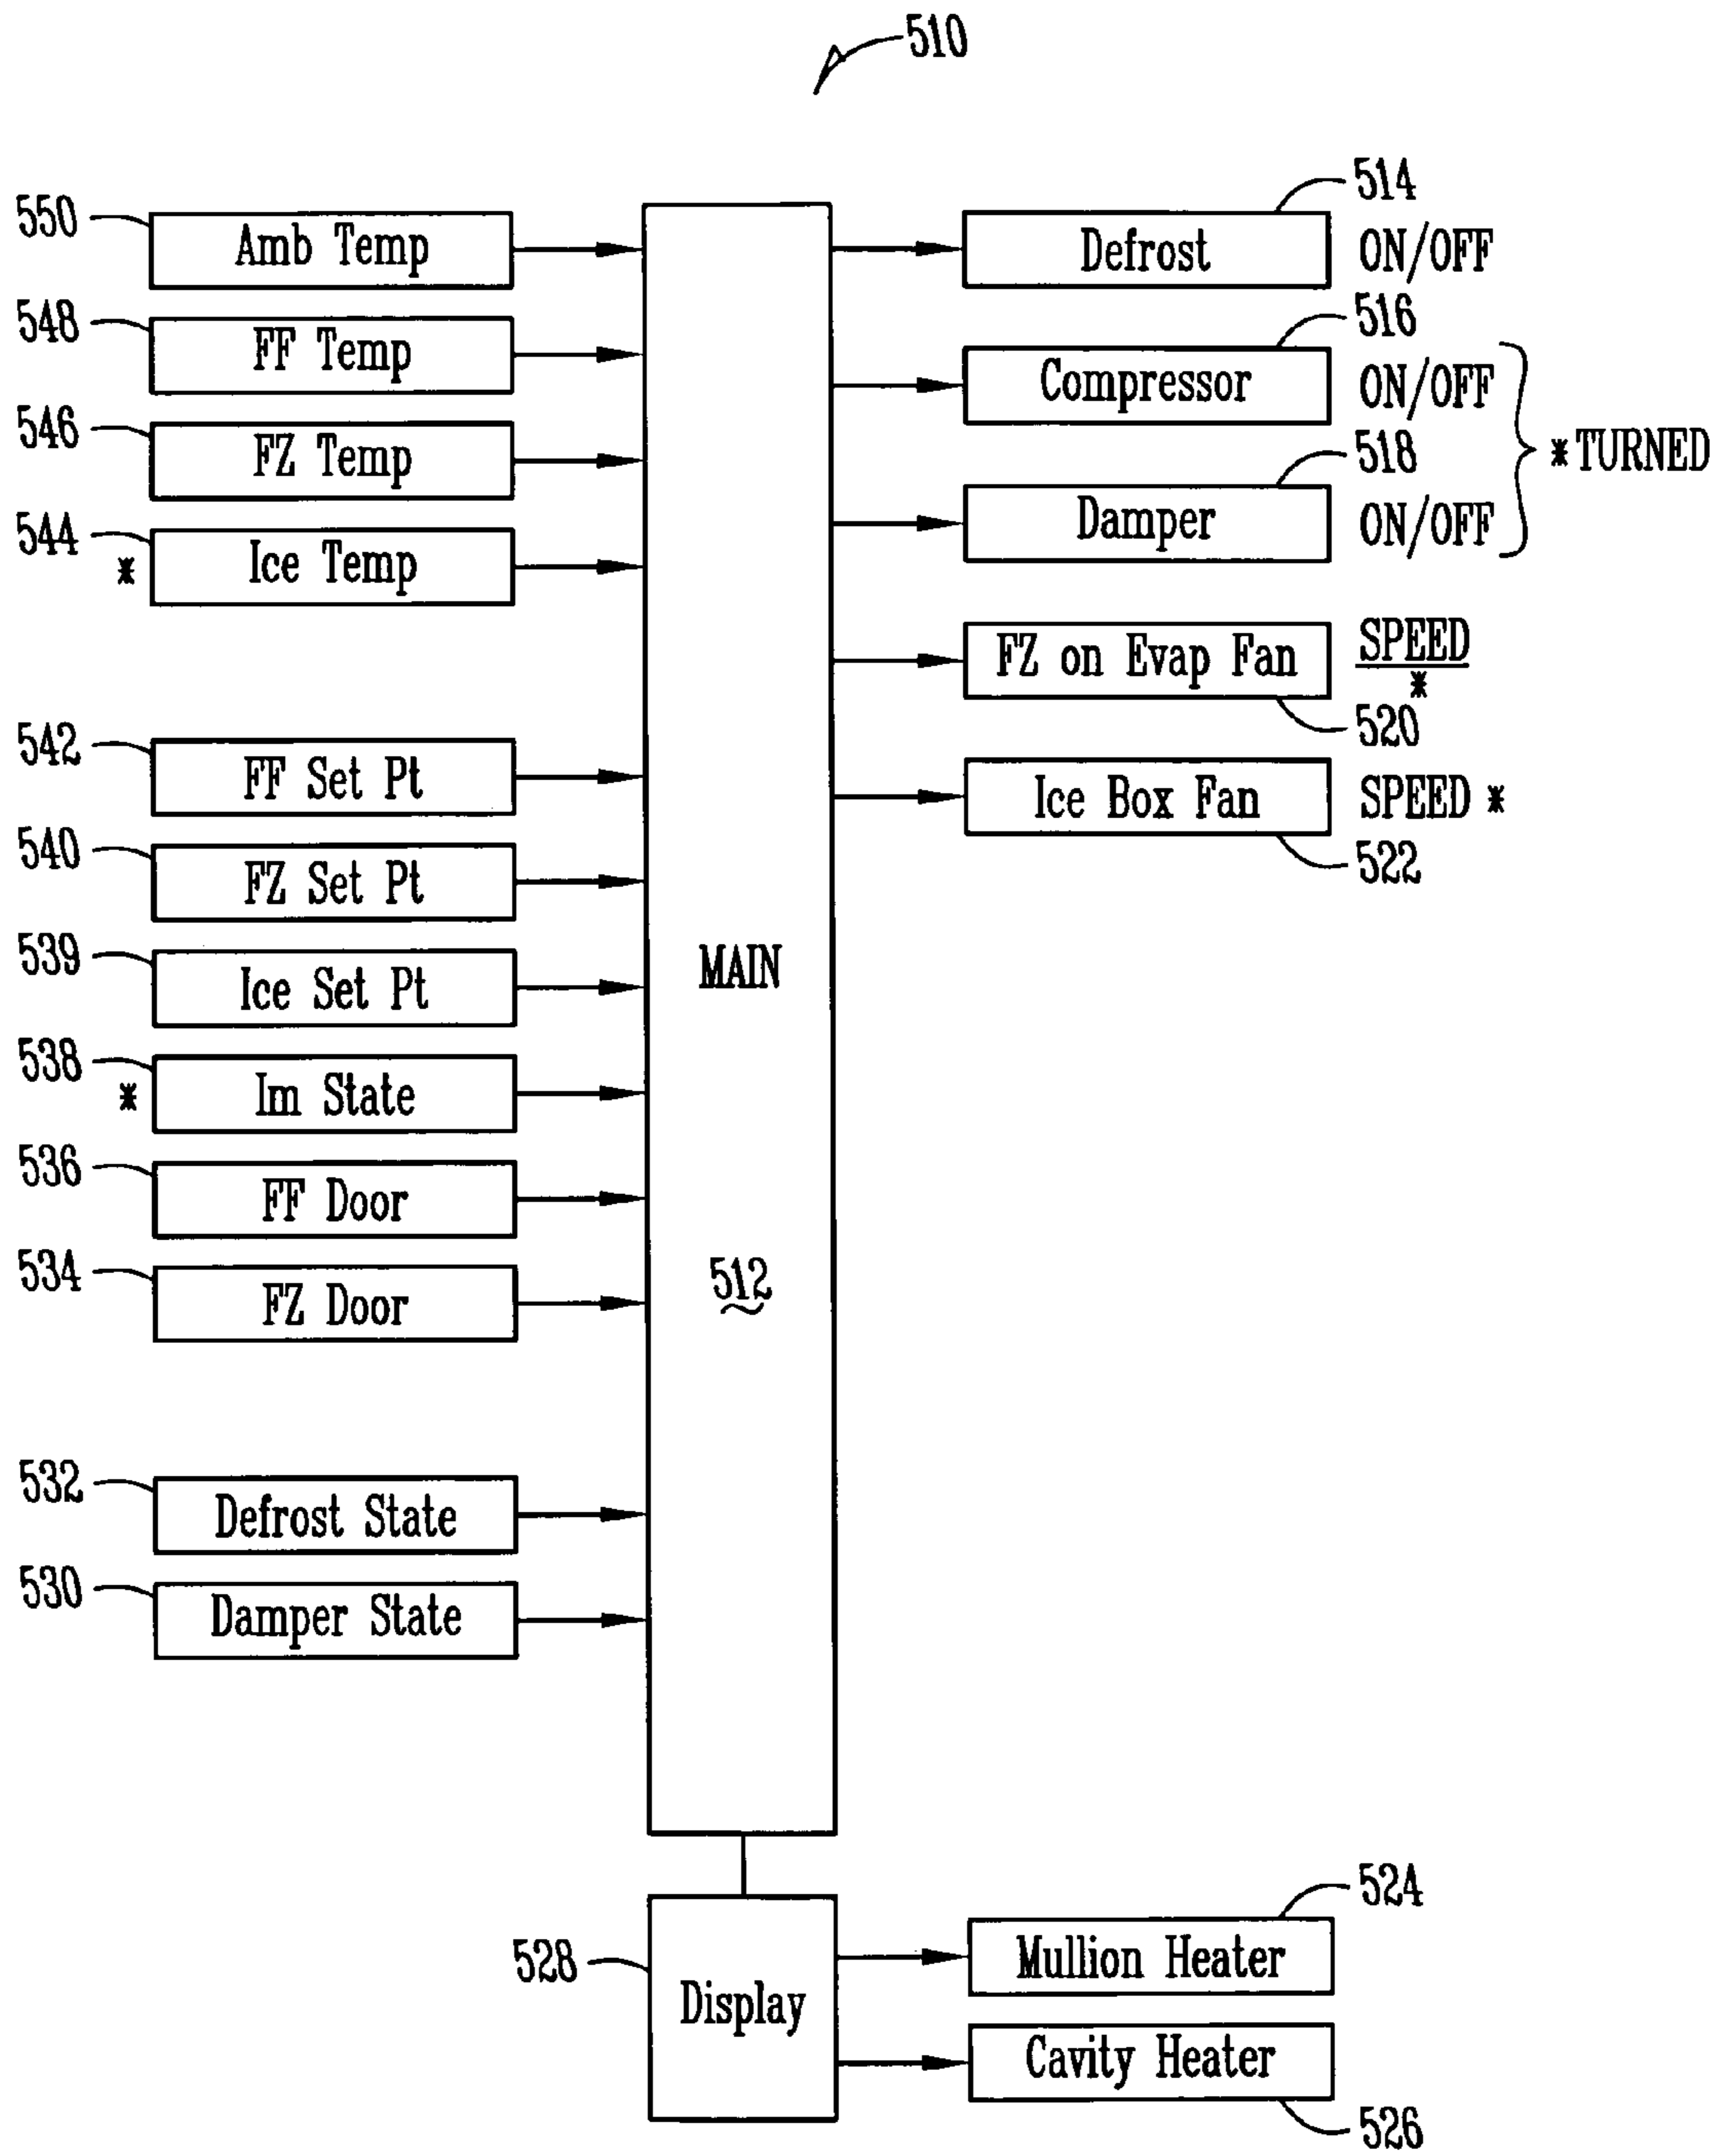 510
550
Amb Temp
548
FF Temp
546
FZ Temp
544
* Ice Temp
542
FF Set Pt
540
FZ Set Pt
539
Ice Set Pt
538
* Im State
536
FF Door
534
FZ Door
532
Defrost State
530
Damper State
MAIN
512
514
Defrost ON/OFF
516
Compressor ON/OFF
518
Damper ON/OFF
* TURNED
FZ on Evap Fan SPEED
*
520
Ice Box Fan SPEED *
522
528
Display
524
Mullion Heater
Cavity Heater
526